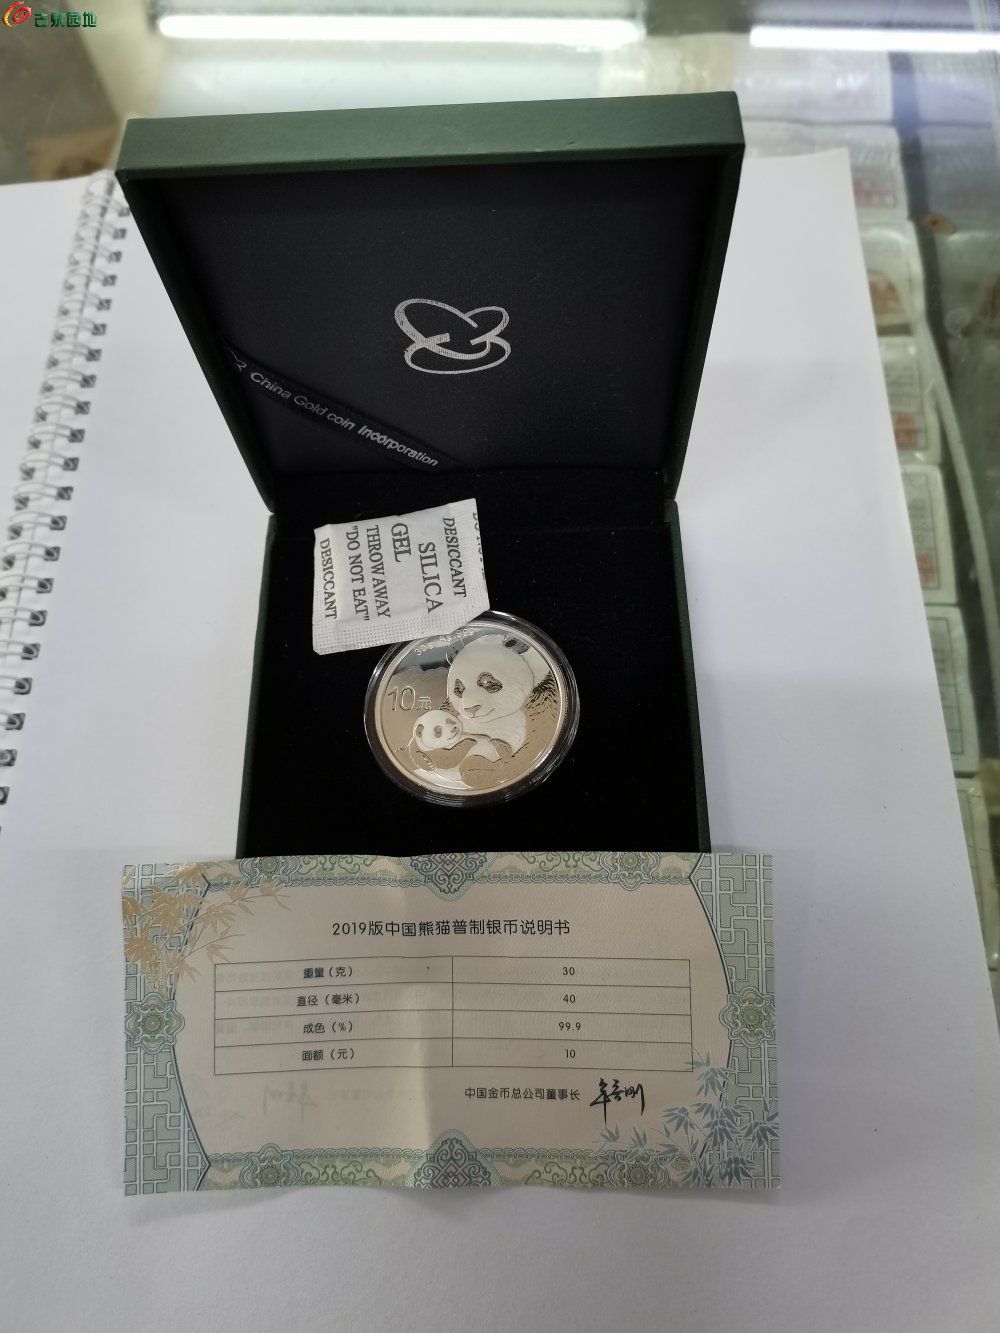 古泉园地
China Gold coin Incorporation
DESICCANT
SILICA
GEL
THROW AWAY
"DO NOT EAT"
DESICCANT
30g Ag.999
10元
2019版中国熊猫普制银币说明书
重量（克） 30
直径（毫米） 40
成色（%） 99.9
面额（元） 10
中国金币总公司董事长